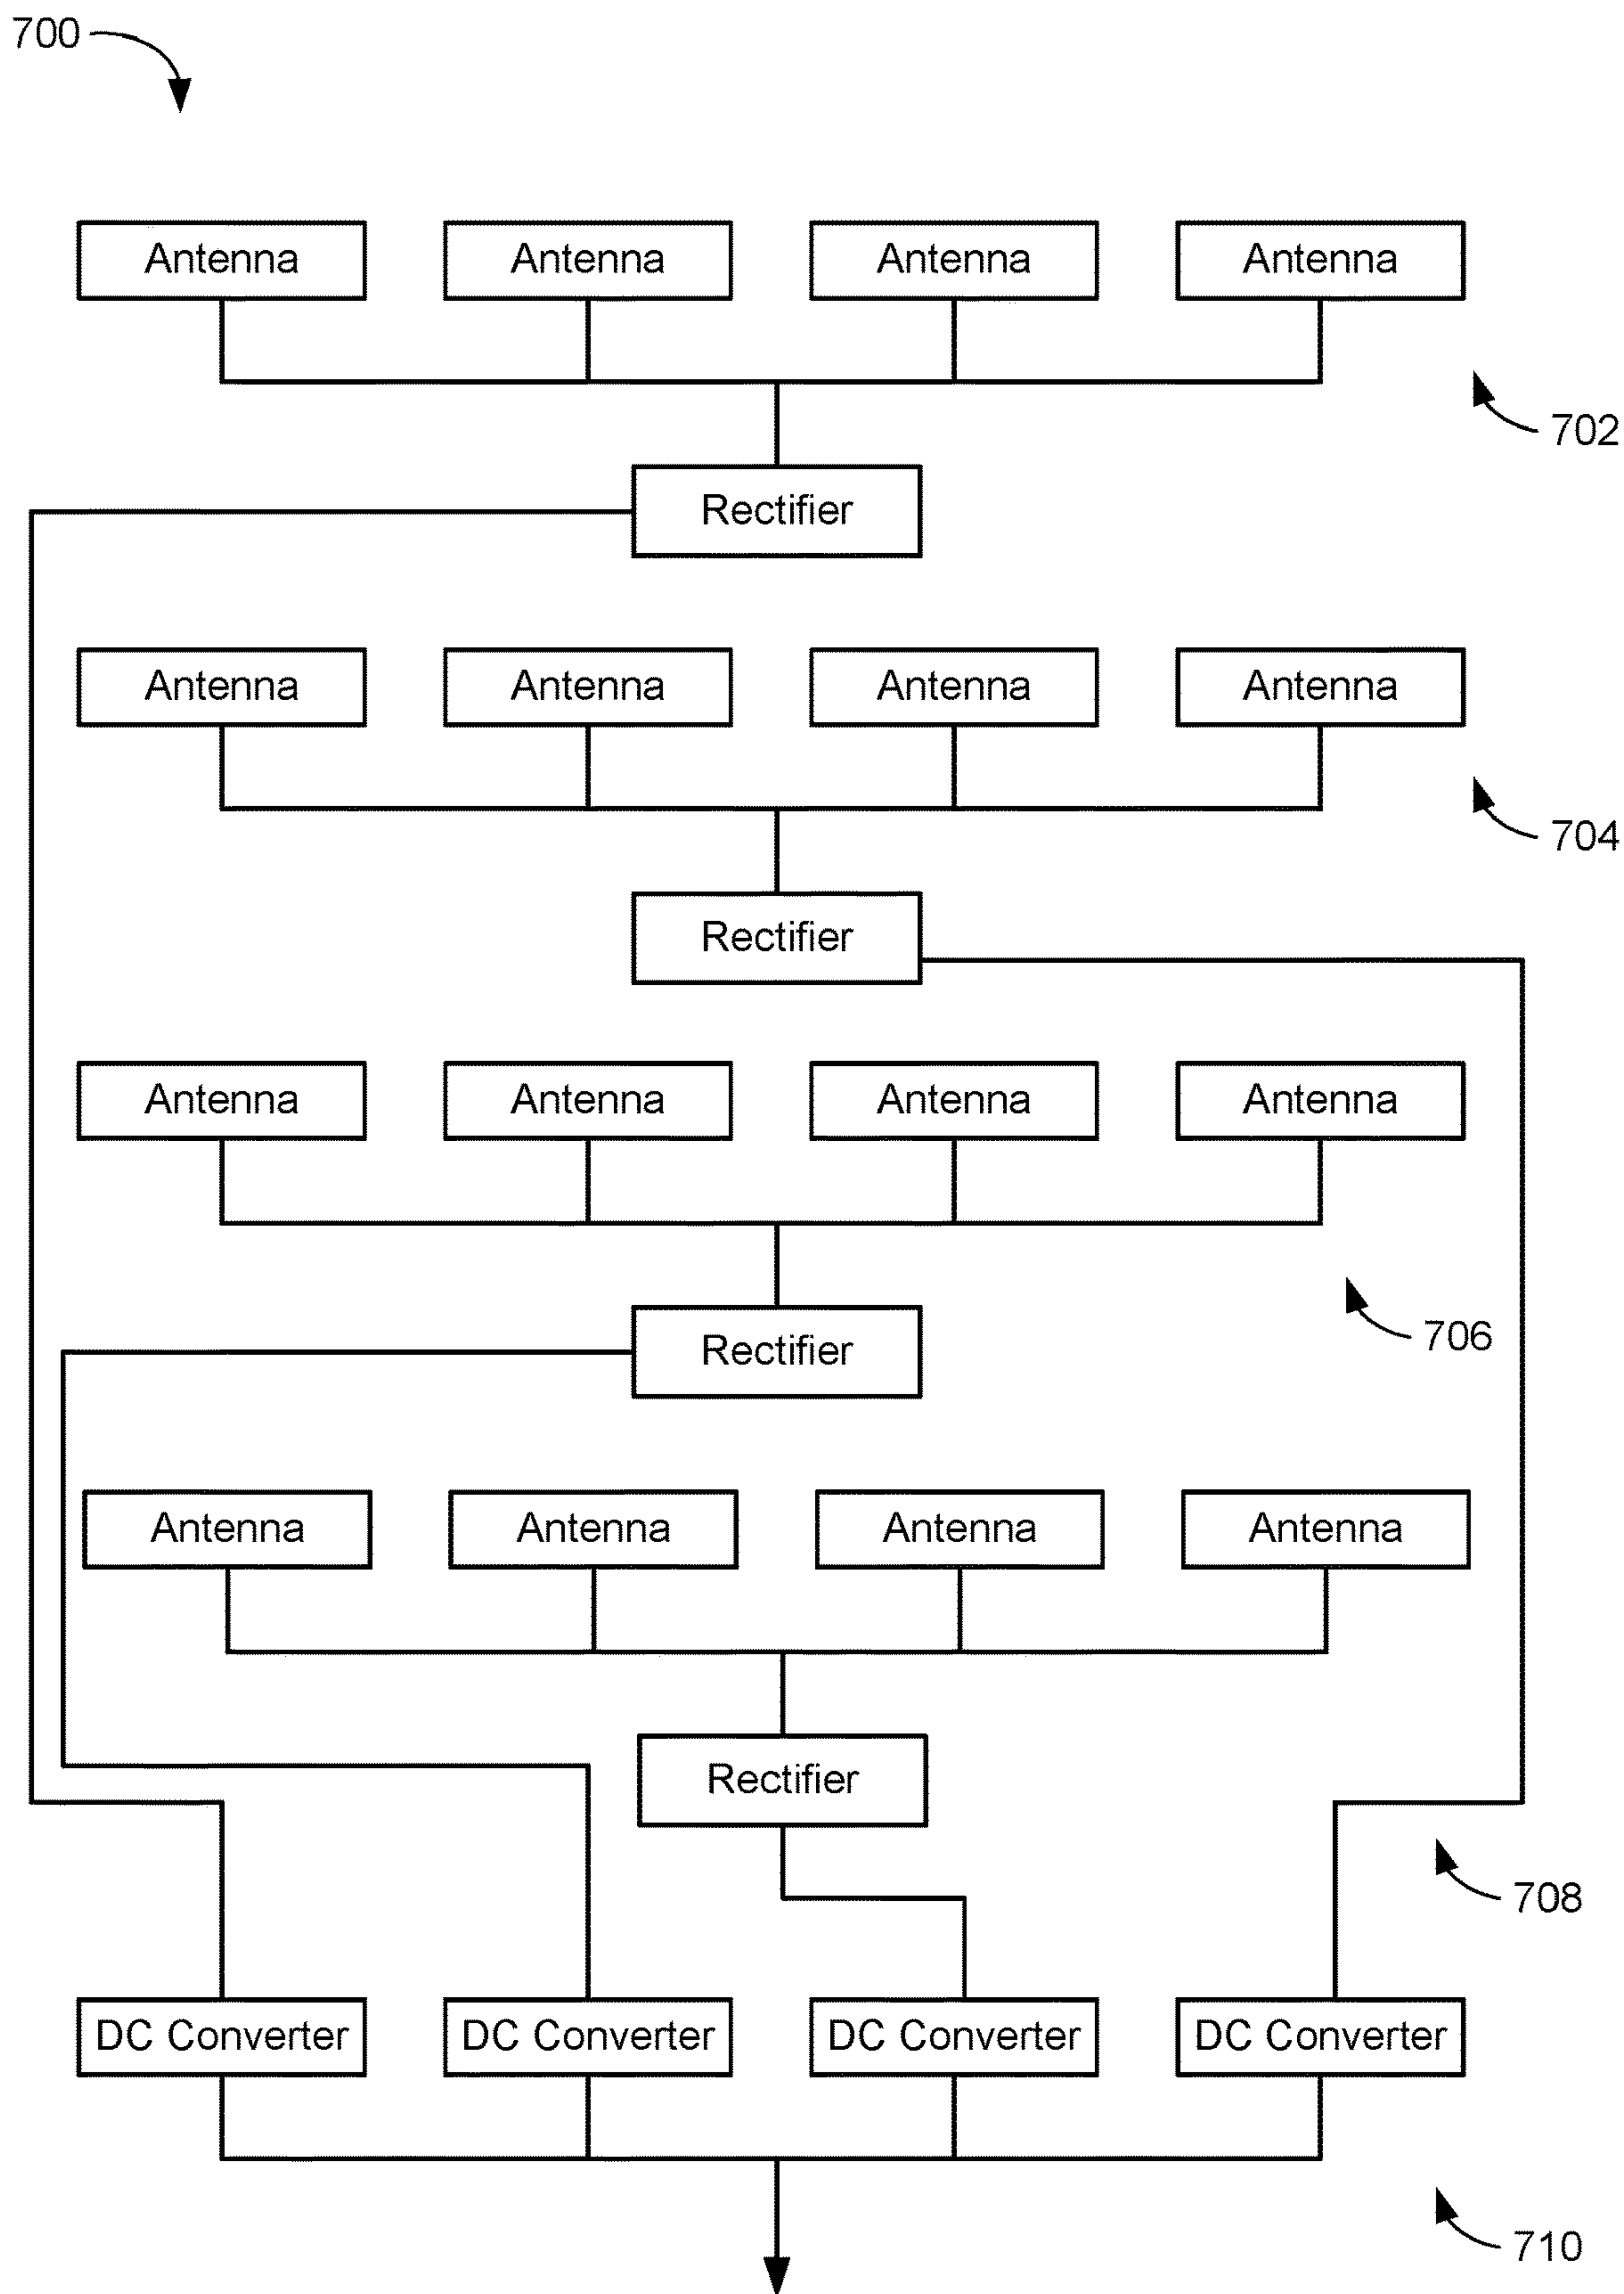 700
Antenna Antenna Antenna Antenna
702
Rectifier
Antenna Antenna Antenna Antenna
704
Rectifier
Antenna Antenna Antenna Antenna
706
Rectifier
Antenna Antenna Antenna Antenna
Rectifier
708
DC Converter DC Converter DC Converter DC Converter
710